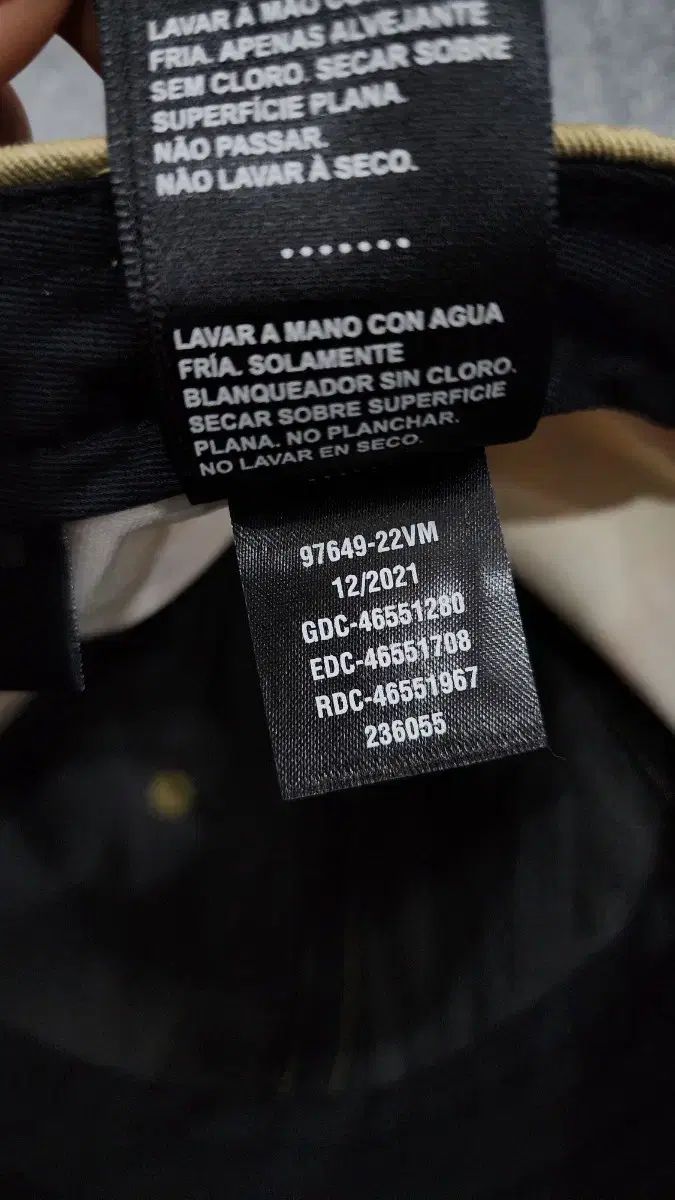 LAVAR À MÃO
FRIA. APENAS ALVEJANTE
SEM CLORO. SECAR SOBRE
SUPERFÍCIE PLANA.
NÃO PASSAR.
NÃO LAVAR À SECO.
.......
LAVAR A MANO CON AGUA
FRÍA. SOLAMENTE
BLANQUEADOR SIN CLORO.
SECAR SOBRE SUPERFICIE
PLANA. NO PLANCHAR.
NO LAVAR EN SECO.
97649-22VM
12/2021
GDC-46551280
EDC-46551708
RDC-46551967
236055